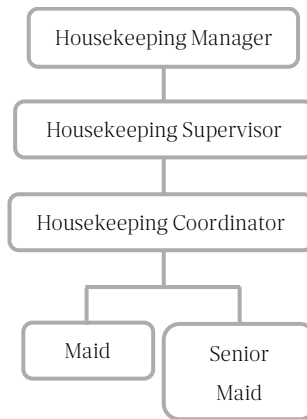 Housekeeping Manager
Housekeeping Supervisor
Housekeeping Coordinator
Maid
Senior
Maid